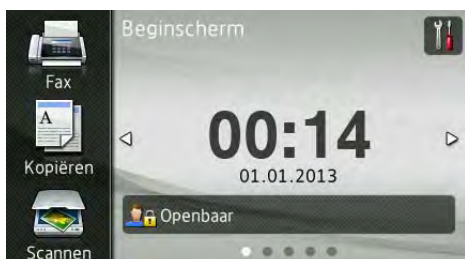 Beginscherm
Fax
Kopiëren
Scannen
00:14
01.01.2013
Openbaar